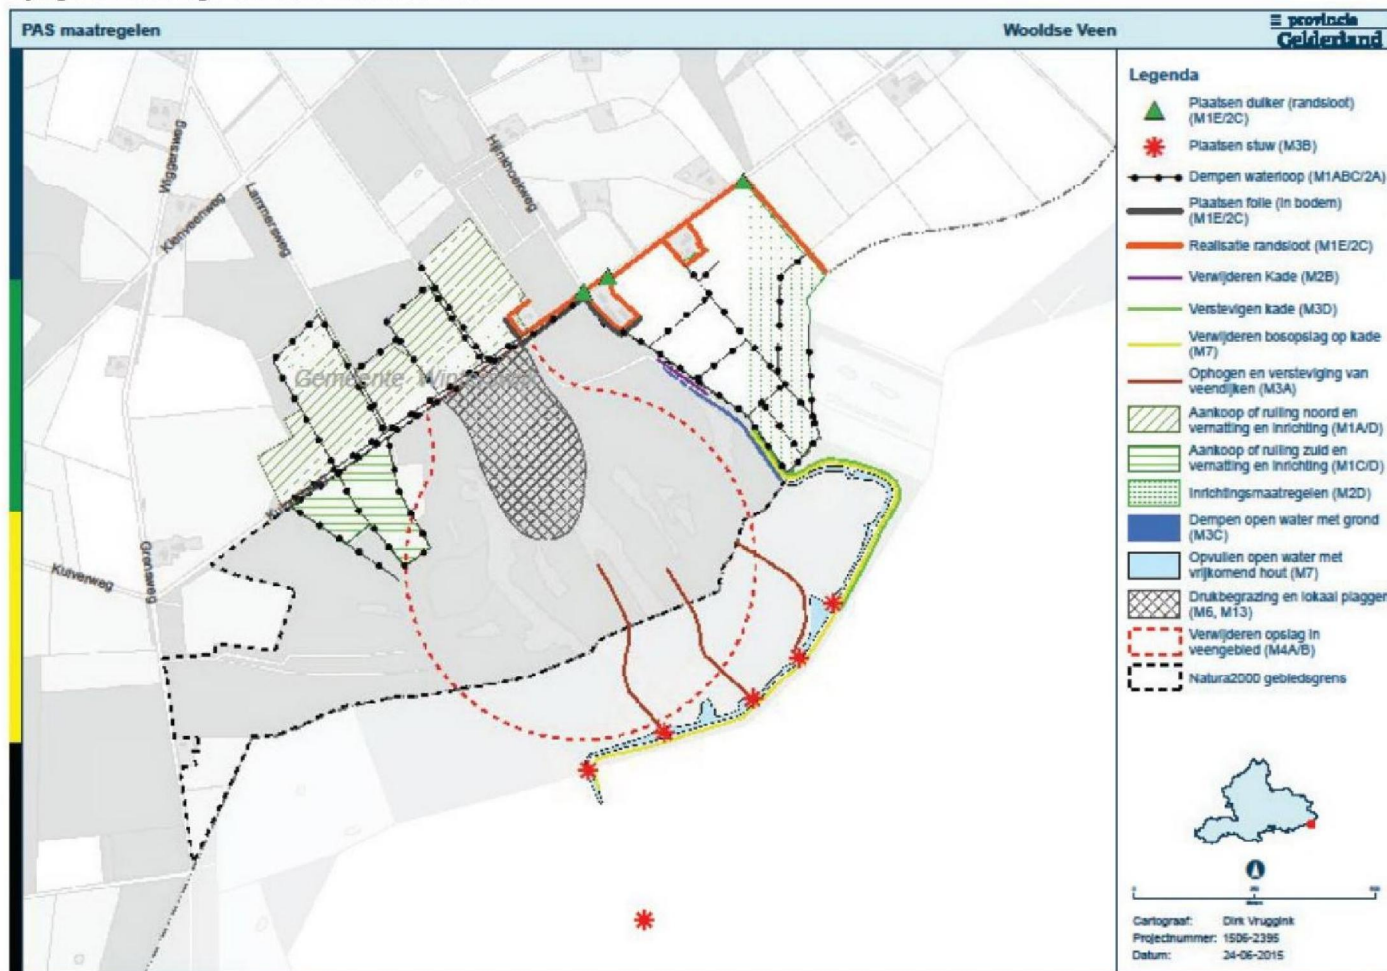 PAS maatregelen
Wooldse Veen
provincie
Gelderland
Legenda
Plaatsen duiker (randsloot)
(M1E/2C)
Plaatsen stuw (M3B)
Dempen waterloop (M1ABC/2A)
Plaatsen folie (in bodem)
(M1E/2C)
Realisatie randsloot (M1E/2C)
Verwijderen Kade (M2B)
Verstevigen kade (M3D)
Verwijderen bosopslag op kade
(M7)
Ophogen en versteviging van
veendijken (M3A)
Aankoop of ruiling noord en
vernatting en inrichting (M1A/D)
Aankoop of ruiling zuid en
vernatting en inrichting (M1C/D)
Inrichtingsmaatregelen (M2D)
Dempen open water met grond
(M3C)
Opvullen open water met
vrijkomend hout (M7)
Drukbegrazing en lokaal plaggen
(M6, M13)
Verwijderen opslag in
veengebied (M4A/B)
Natura2000 gebiedsgrens
Wiggersweg
Kienveenweg
Lammersweg
Hijinkhoekweg
Gemeente
Kuiverweg
Grensweg
Cartograaf: Dirk Vruggink
Projectnummer: 1506-2395
Datum: 24-06-2015